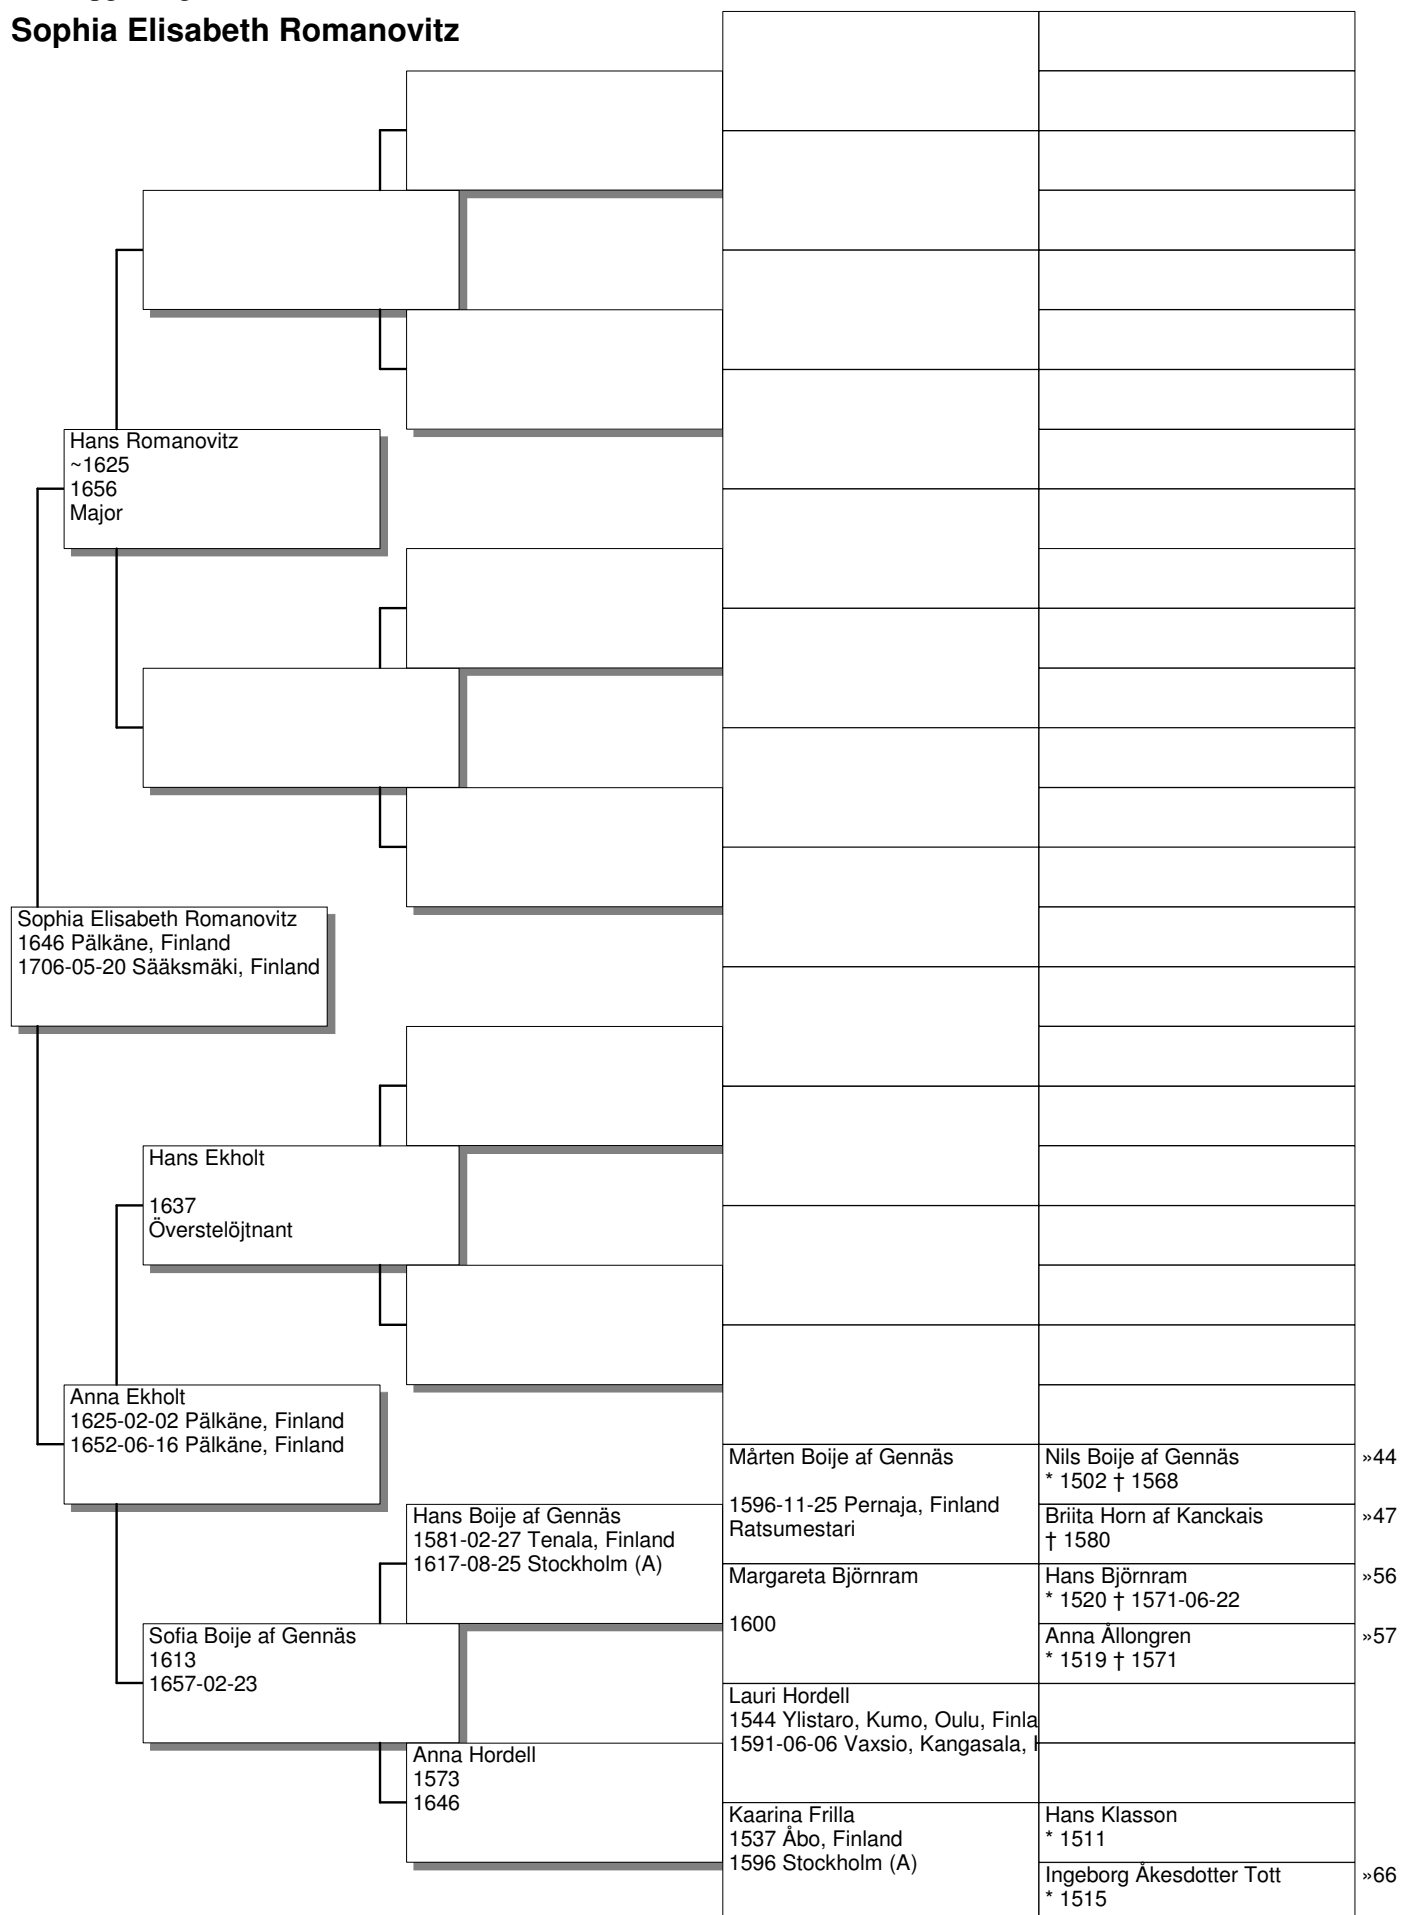 Sophia Elisabeth Romanovitz
Hans Romanovitz
~1625
1656
Major
Sophia Elisabeth Romanovitz
1646 Pälkäne, Finland
1706-05-20 Sääksmäki, Finland
Hans Ekholt
1637
Överstelöjtnant
Anna Ekholt
1625-02-02 Pälkäne, Finland
1652-06-16 Pälkäne, Finland
Hans Boije af Gennäs
1581-02-27 Tenala, Finland
1617-08-25 Stockholm (A)
Sofia Boije af Gennäs
1613
1657-02-23
Anna Hordell
1573
1646
Mårten Boije af Gennäs
1596-11-25 Pernaja, Finland
Ratsumestari
Margareta Björnram
1600
Lauri Hordell
1544 Ylistaro, Kumo, Oulu, Finla
1591-06-06 Vaxsio, Kangasala,
Kaarina Frilla
1537 Åbo, Finland
1596 Stockholm (A)
Nils Boije af Gennäs »44
* 1502 † 1568
Briita Horn af Kanckais »47
† 1580
Hans Björnram »56
* 1520 † 1571-06-22
Anna Ållongren »57
* 1519 † 1571
Hans Klasson
* 1511
Ingeborg Åkesdotter Tott »66
* 1515